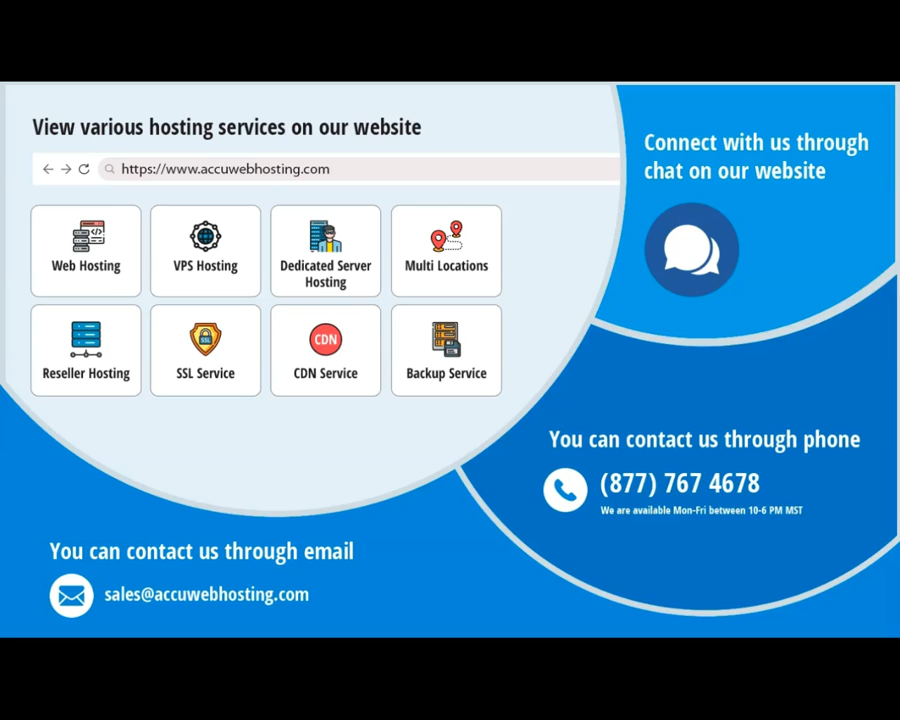 View various hosting services on our website
https://www.accuwebhosting.com
Web Hosting
VPS Hosting
Dedicated Server
Hosting
Multi Locations
Reseller Hosting
SSL
SSL Service
CDN
CDN Service
Backup Service
Connect with us through
chat on our website
You can contact us through phone
(877) 767 4678
We are available Mon-Fri between 10-6 PM MST
You can contact us through email
sales@accuwebhosting.com